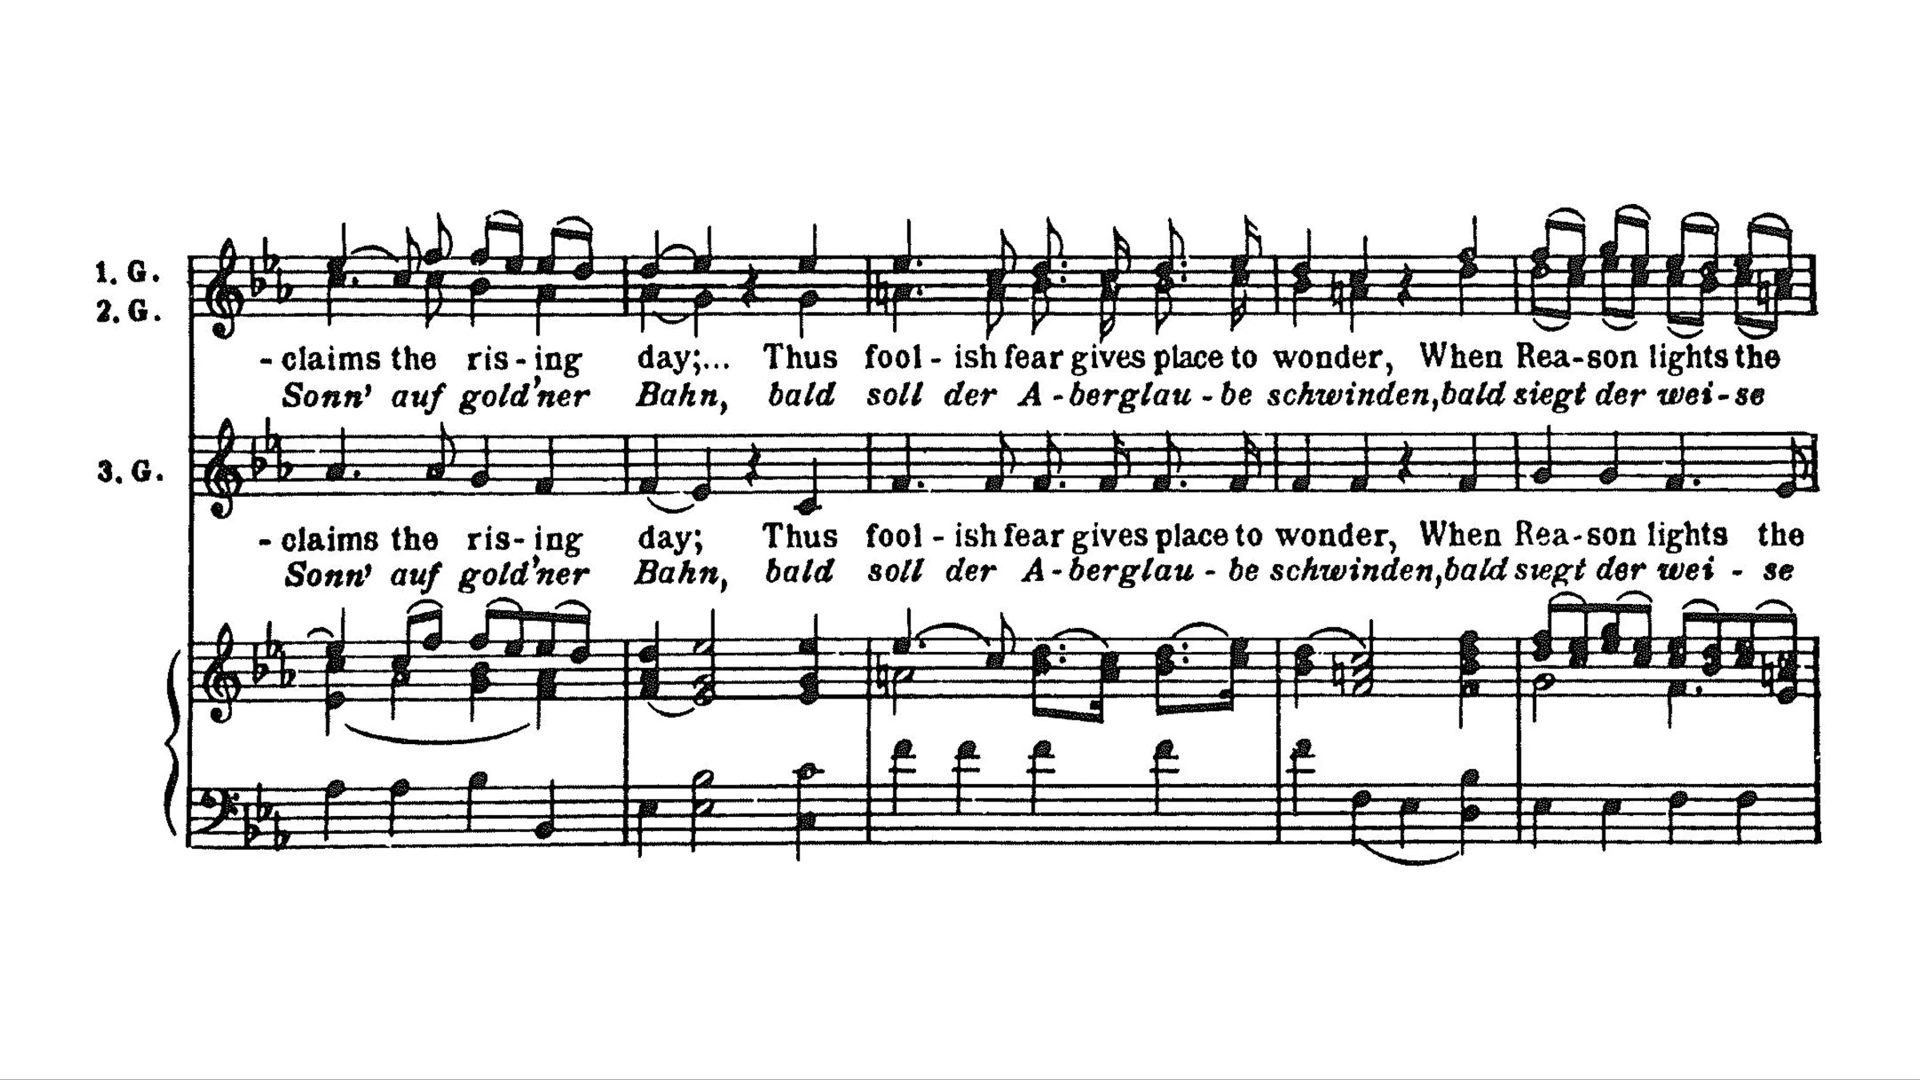 1. G.
2. G.
- claims the ris - ing day;... Thus fool - ish fear gives place to wonder, When Rea - son lights the
Sonn' auf gold'ner Bahn, bald soll der A - berglau - be schwinden, bald siegt der wei - se
3. G.
- claims the ris - ing day; Thus fool - ish fear gives place to wonder, When Rea - son lights the
Sonn' auf gold'ner Bahn, bald soll der A - berglau - be schwinden, bald siegt der wei - se